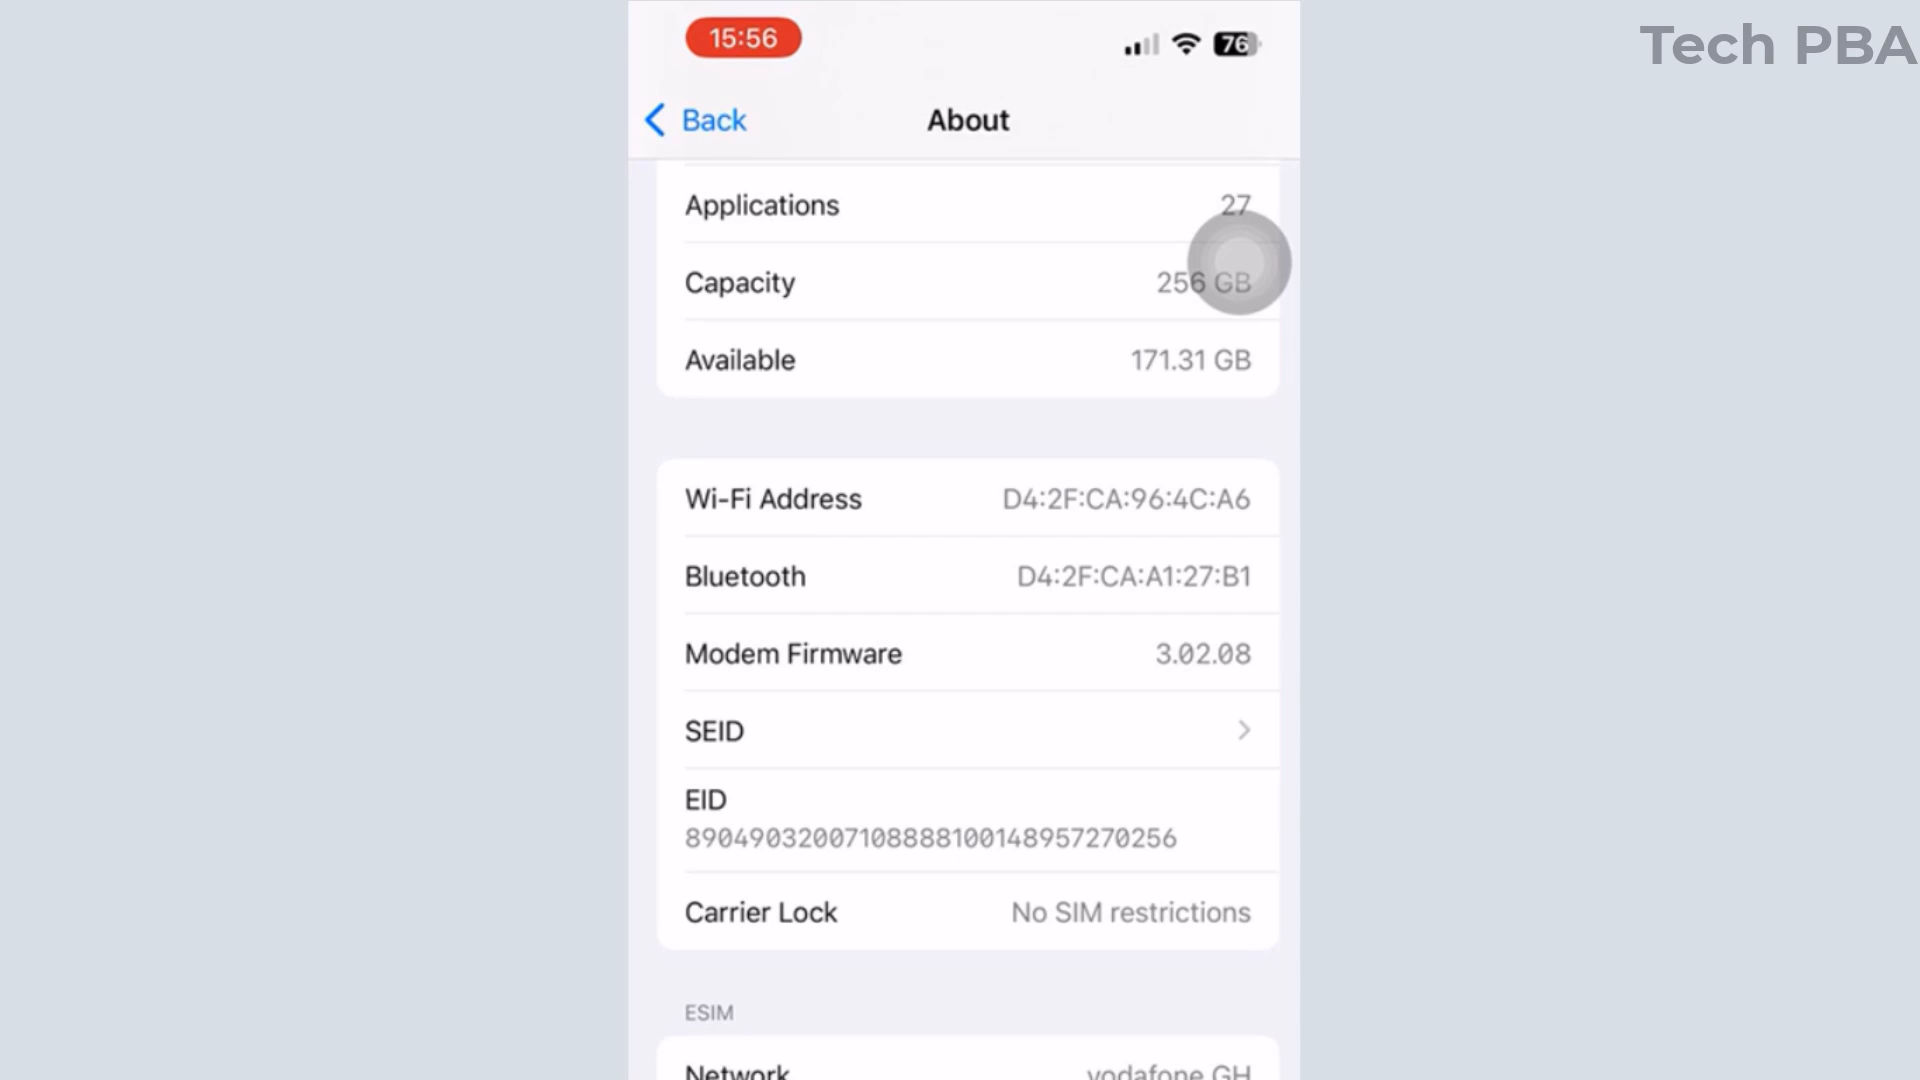 15:56
76
Tech PBA
Back
About
Applications 27
Capacity 256 GB
Available 171.31 GB
Wi-Fi Address D4:2F:CA:96:4C:A6
Bluetooth D4:2F:CA:A1:27:B1
Modem Firmware 3.02.08
SEID
EID
89049032007108888100148957270256
Carrier Lock No SIM restrictions
ESIM
Network vodafone GH